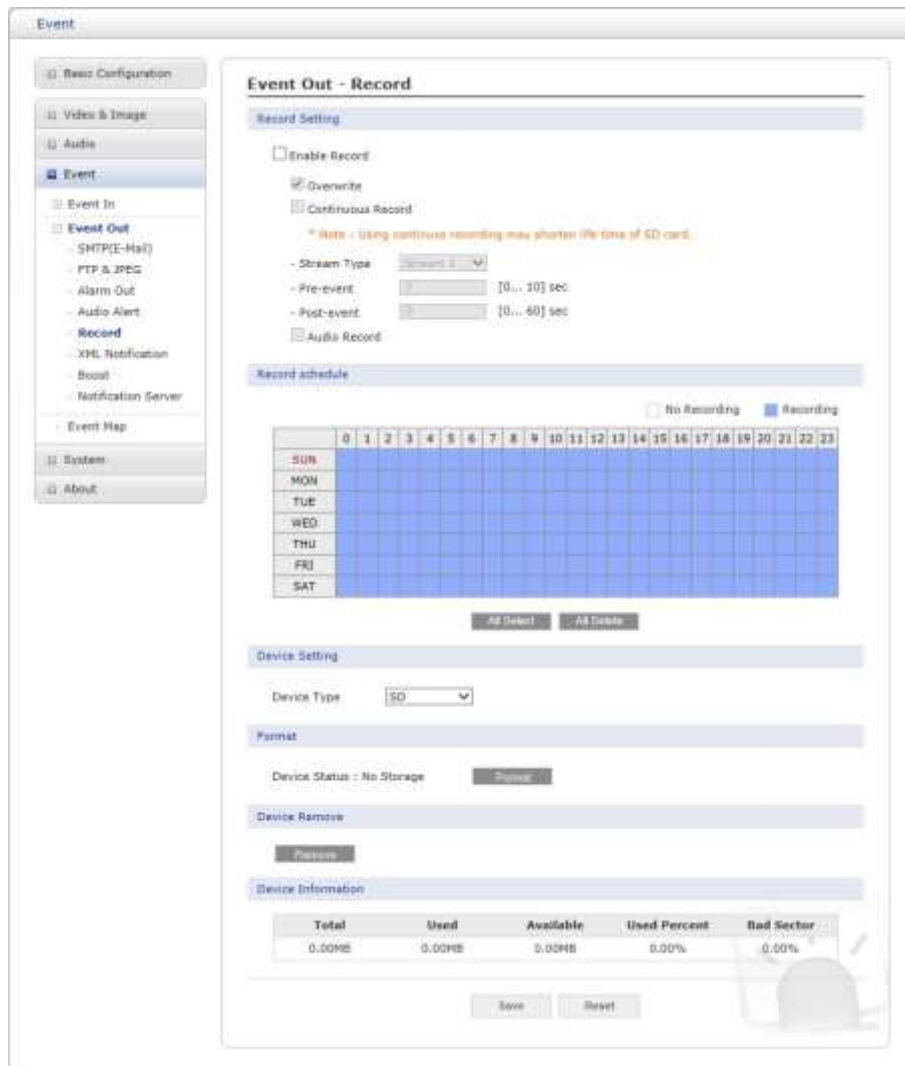 Event
Basic Configuration
Video & Image
Audio
Event
Event In
Event Out
SMTP(E-Mail)
FTP & JPEG
Alarm Out
Audio Alert
Record
XML Notification
Boost
Notification Server
Event Map
System
About
Event Out - Record
Record Setting
Enable Record
Overwrite
Continuous Record
* Note : Using continuous recording may shorten life time of SD card.
- Stream Type
- Pre-event [0... 10] sec
- Post-event [0... 60] sec
Audio Record
Record schedule
No Recording Recording
0 1 2 3 4 5 6 7 8 9 10 11 12 13 14 15 16 17 18 19 20 21 22 23
SUN
MON
TUE
WED
THU
FRI
SAT
All Select All Delete
Device Setting
Device Type SD
Format
Device Status : No Storage Format
Device Remove
Remove
Device Information
Total Used Available Used Percent Bad Sector
0.00MB 0.00MB 0.00MB 0.00% 0.00%
Save Reset